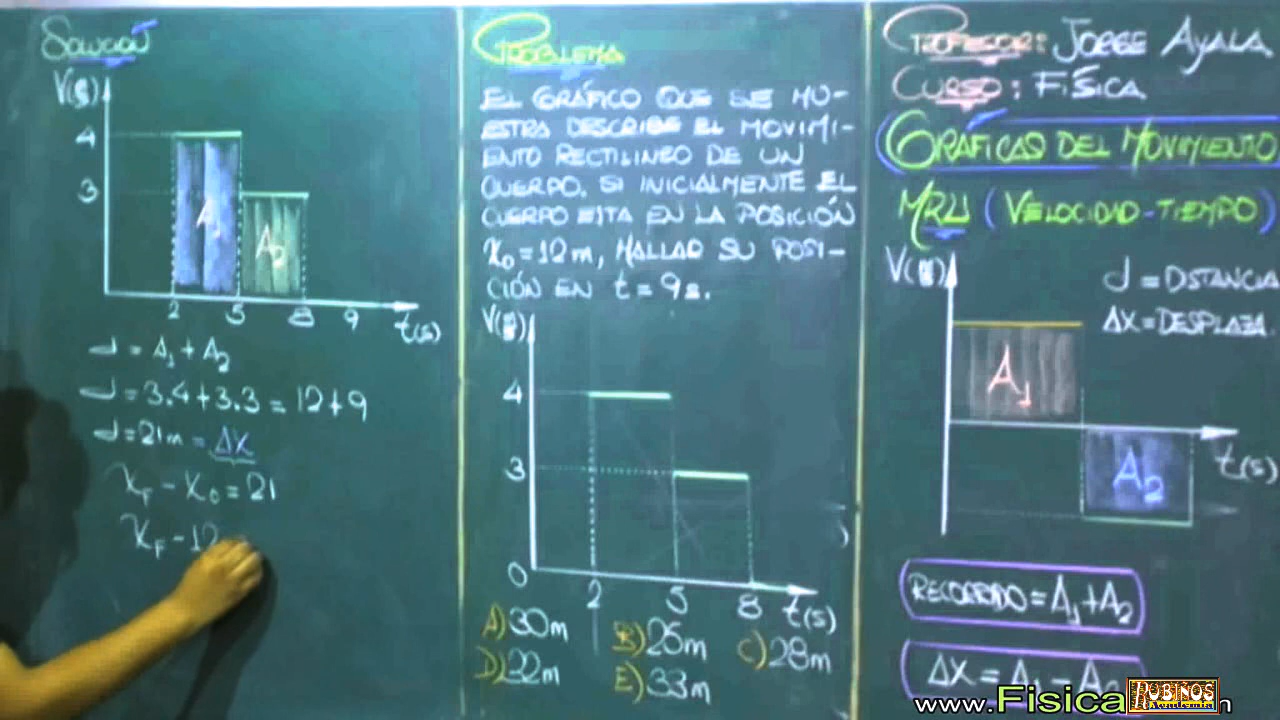 SOLUCIÓN
V( )
4
3
A1
A2
2 5 8 9 t(s)
d = A1 + A2
d = 3.4 + 3.3 = 12 + 9
d = 21m = ΔX
XF - X0 = 21
XF - 12
PROBLEMA
EL GRÁFICO QUE SE MU-
ESTRA DESCRIBE EL MOVIMI-
ENTO RECTILINEO DE UN
CUERPO. SI INICIALMENTE EL
CUERPO ESTA EN LA POSICIÓN
X0 = 12m, HALLAR SU POSI-
CIÓN EN t = 9s.
V( )
4
3
0
2 5 8 t(s)
A) 30m B) 26m C) 28m
D) 32m E) 33m
PROFESOR: JORGE AYALA
CURSO: FÍSICA
GRÁFICAS DEL MOVIMIENTO
MRU (VELOCIDAD-TIEMPO)
V( )
d = DISTANCIA
ΔX = DESPLAZA.
A1
A2
t(s)
RECORRIDO = A1 + A2
ΔX = A1 - A2
www.Fisica
RUBIÑOS
n